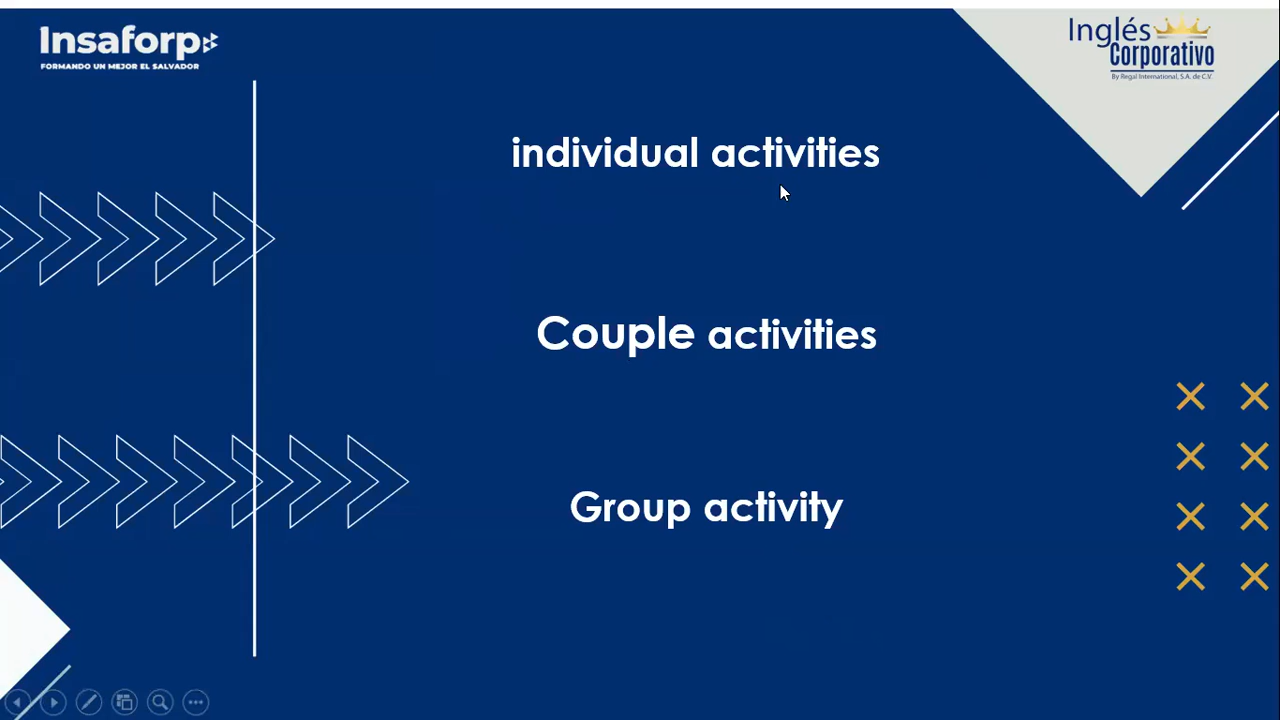 Insaforp
FORMANDO UN MEJOR EL SALVADOR
Inglés
Corporativo
By Regal International, S.A. de C.V.
individual activities
Couple activities
Group activity